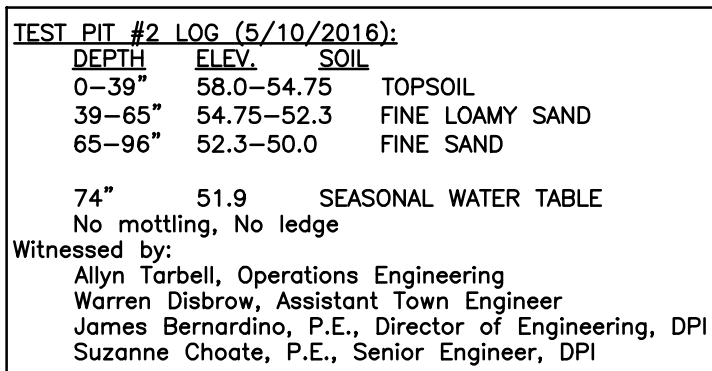 TEST PIT #2 LOG (5/10/2016):
DEPTH ELEV. SOIL
0-39" 58.0-54.75 TOPSOIL
39-65" 54.75-52.3 FINE LOAMY SAND
65-96" 52.3-50.0 FINE SAND
74" 51.9 SEASONAL WATER TABLE
No mottling, No ledge
Witnessed by:
Allyn Tarbell, Operations Engineering
Warren Disbrow, Assistant Town Engineer
James Bernardino, P.E., Director of Engineering, DPI
Suzanne Choate, P.E., Senior Engineer, DPI